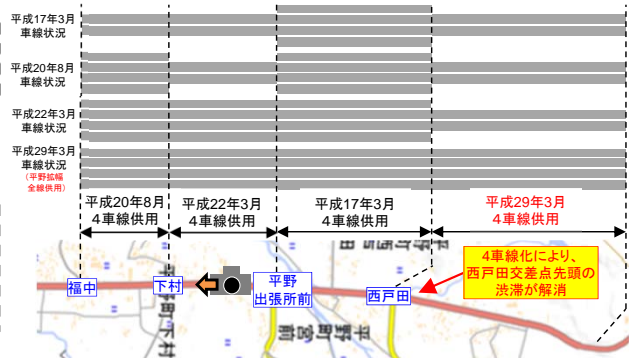 平成17年3月
車線状況
平成20年8月
車線状況
平成22年3月
車線状況
平成29年3月
車線状況
(平野拡幅
全線供用)
平成20年8月
4車線供用
平成22年3月
4車線供用
平成17年3月
4車線供用
平成29年3月
4車線供用
4車線化により、
西戸田交差点先頭の
渋滞が解消
福中
下村
平野
出張所前
西戸田
平野町宮前